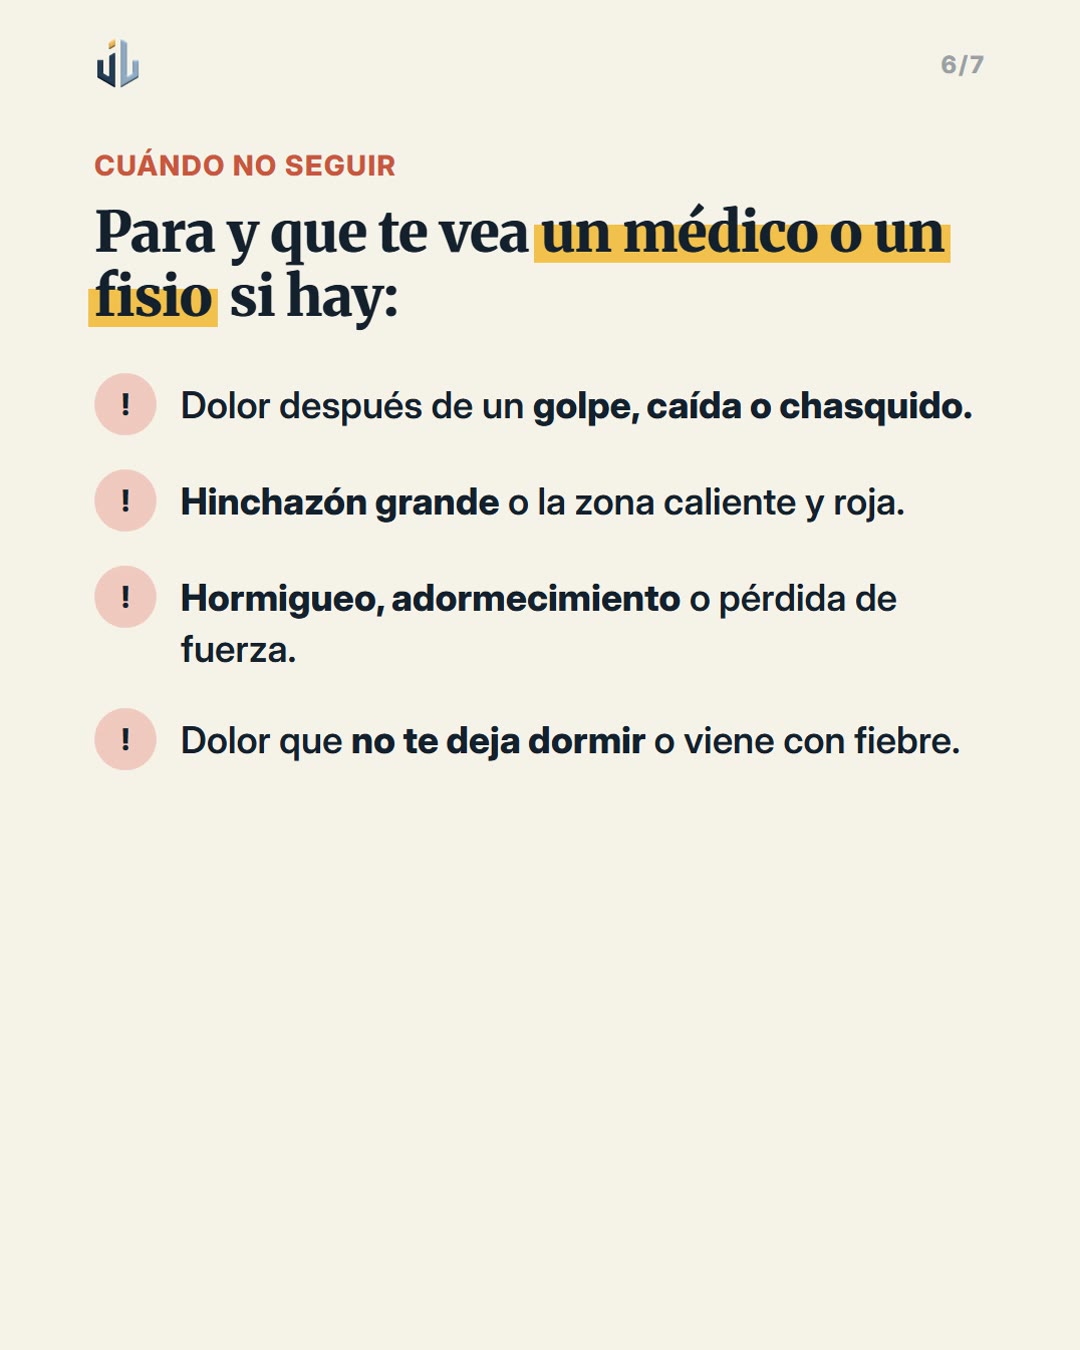 6/7
CUÁNDO NO SEGUIR
Para y que te vea un médico o un
fisio si hay:
! Dolor después de un golpe, caída o chasquido.
! Hinchazón grande o la zona caliente y roja.
! Hormigueo, adormecimiento o pérdida de
fuerza.
! Dolor que no te deja dormir o viene con fiebre.